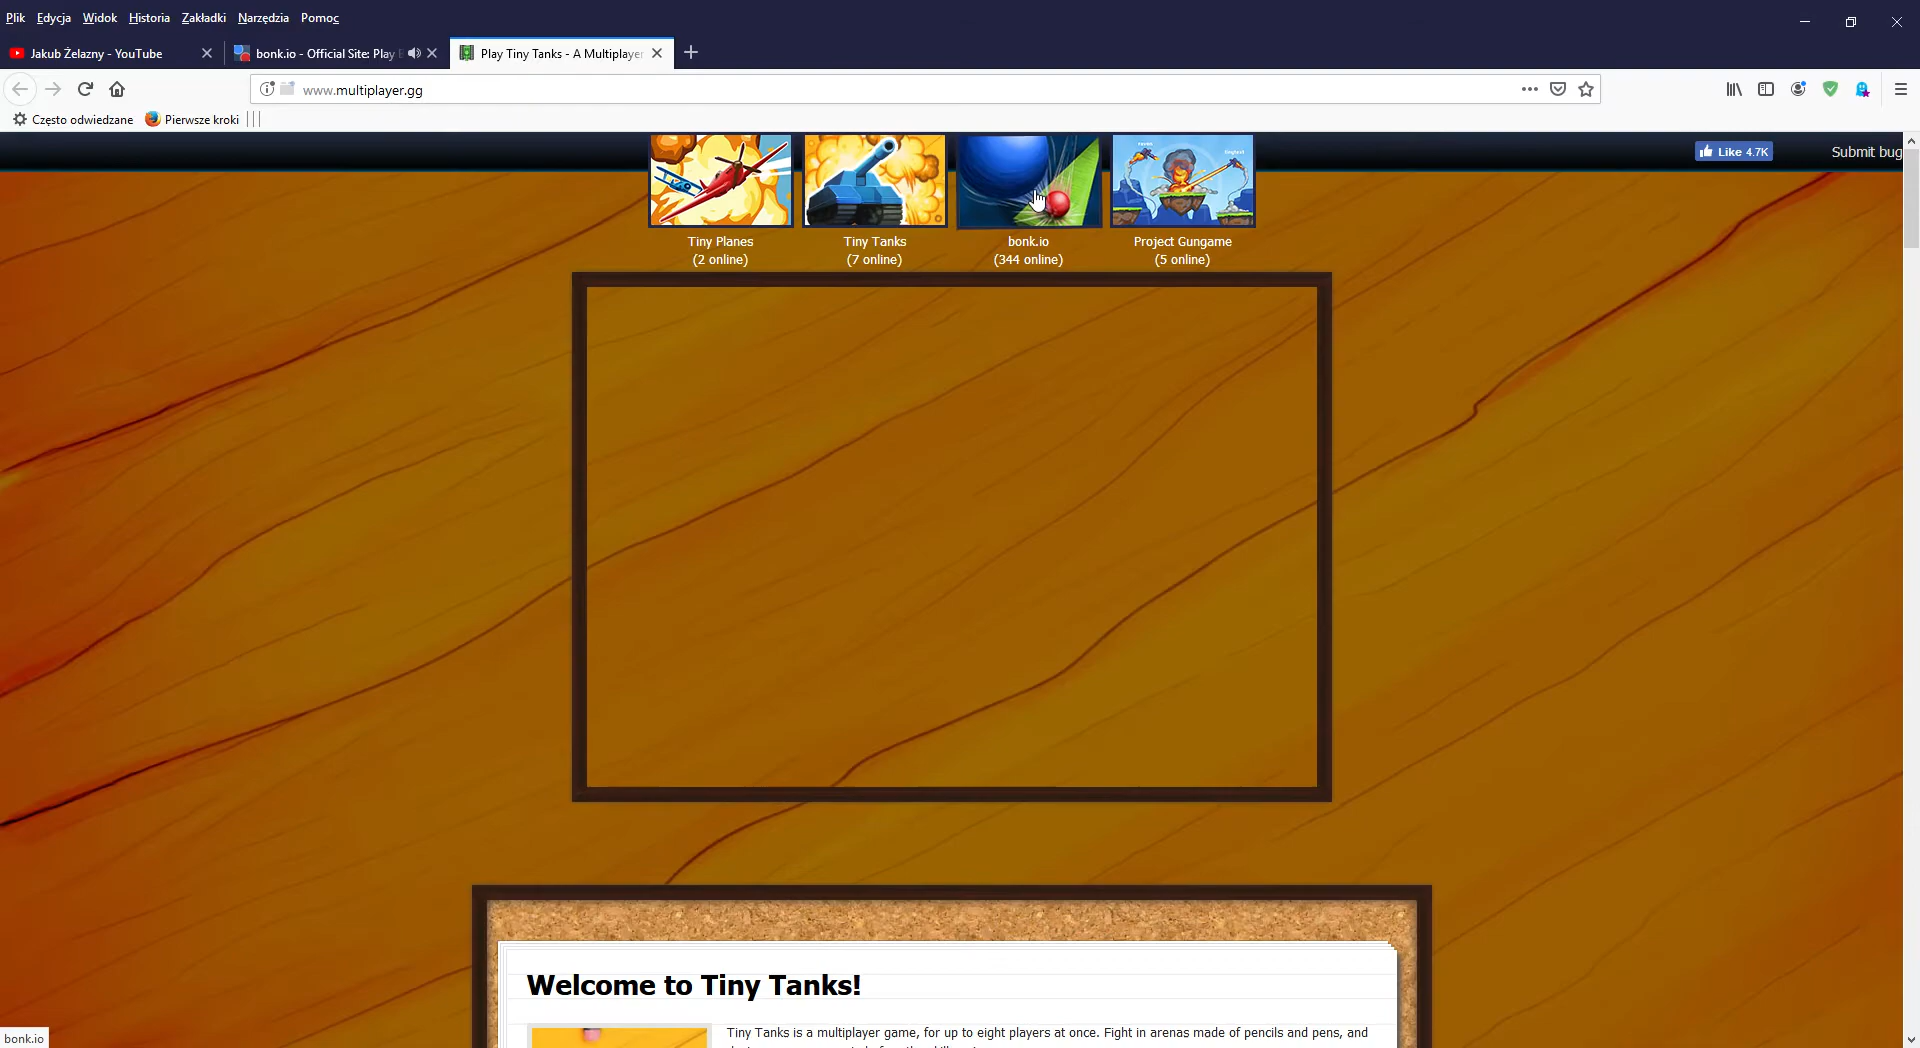 Plik Edycja Widok Historia Zakładki Narzędzia Pomoc
Jakub Żelazny - YouTube
bonk.io - Official Site: Play
Play Tiny Tanks - A Multiplayer
www.multiplayer.gg
Często odwiedzane
Pierwsze kroki
Like 4.7K
Submit bug
Tiny Planes
(2 online)
Tiny Tanks
(7 online)
bonk.io
(344 online)
Project Gungame
(5 online)
Welcome to Tiny Tanks!
Tiny Tanks is a multiplayer game, for up to eight players at once. Fight in arenas made of pencils and pens, and
bonk.io